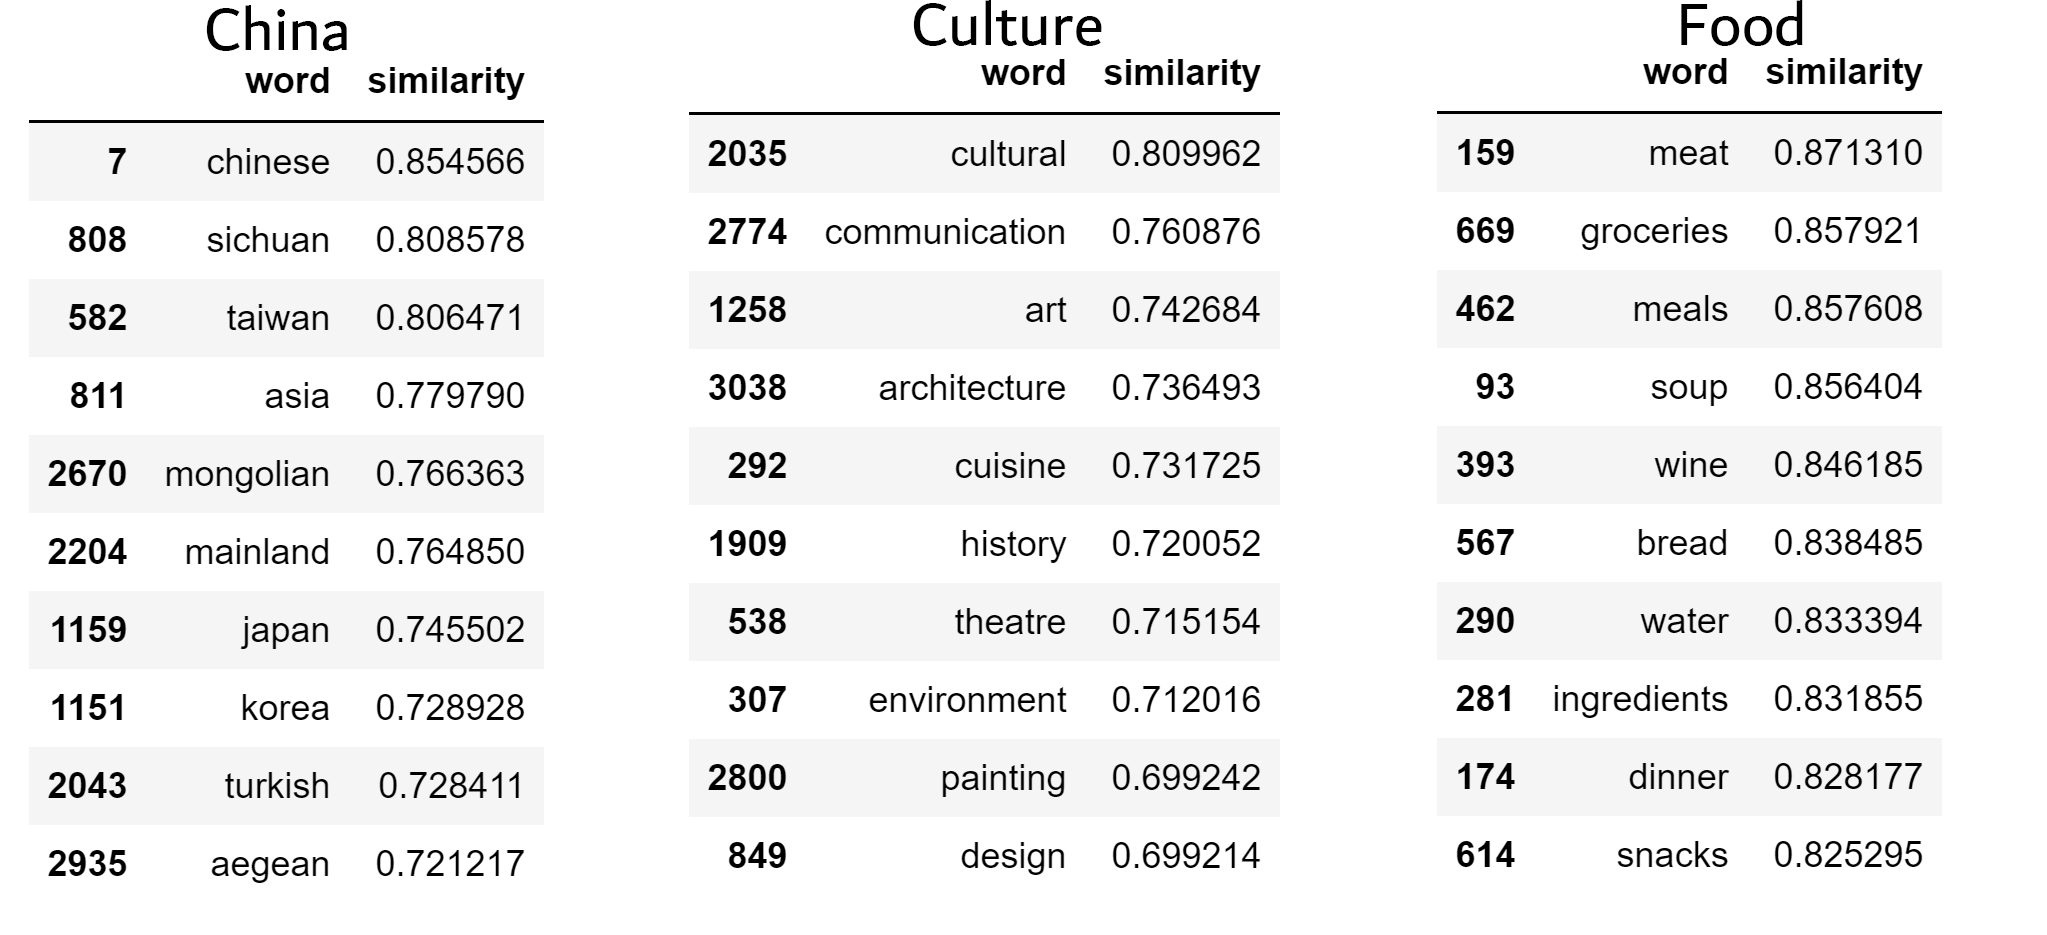 China
word similarity
7 chinese 0.854566
808 sichuan 0.808578
582 taiwan 0.806471
811 asia 0.779790
2670 mongolian 0.766363
2204 mainland 0.764850
1159 japan 0.745502
1151 korea 0.728928
2043 turkish 0.728411
2935 aegean 0.721217
Culture
word similarity
2035 cultural 0.809962
2774 communication 0.760876
1258 art 0.742684
3038 architecture 0.736493
292 cuisine 0.731725
1909 history 0.720052
538 theatre 0.715154
307 environment 0.712016
2800 painting 0.699242
849 design 0.699214
Food
word similarity
159 meat 0.871310
669 groceries 0.857921
462 meals 0.857608
93 soup 0.856404
393 wine 0.846185
567 bread 0.838485
290 water 0.833394
281 ingredients 0.831855
174 dinner 0.828177
614 snacks 0.825295